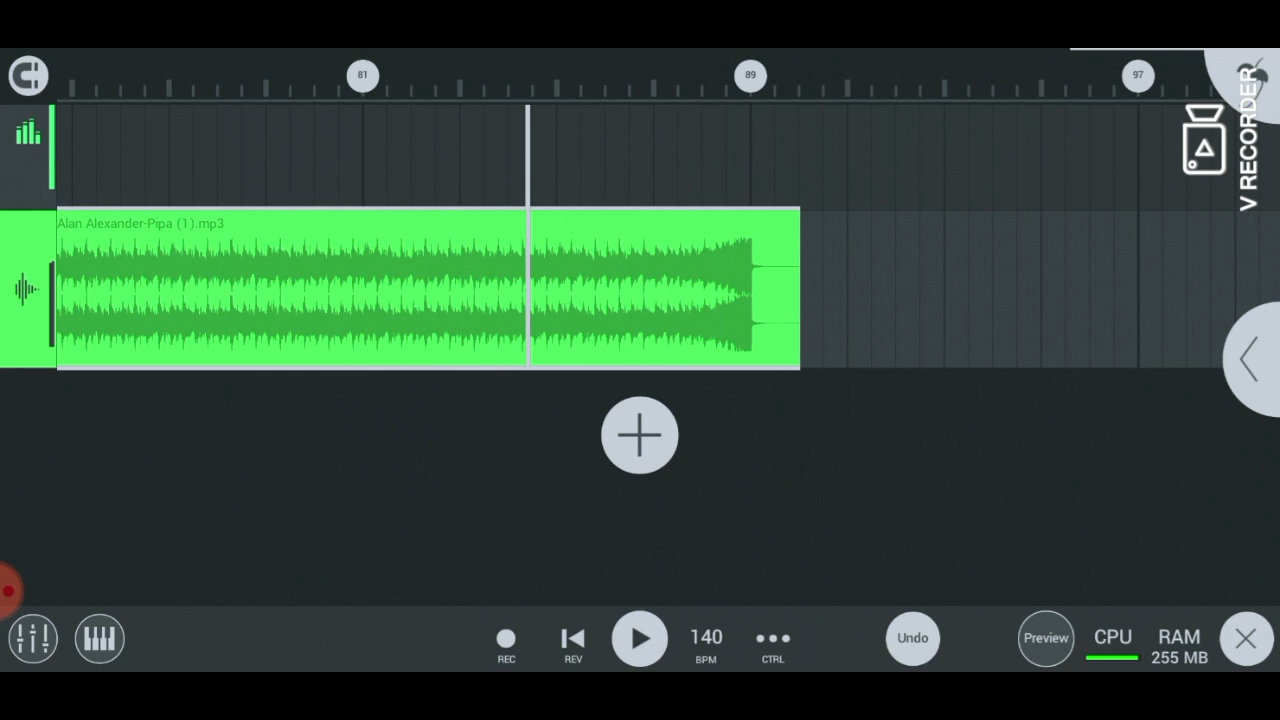 81
89
97
V RECORDER
Alan Alexander-Pipa (1).mp3
REC
REV
140
BPM
CTRL
Undo
Preview
CPU
RAM
255 MB